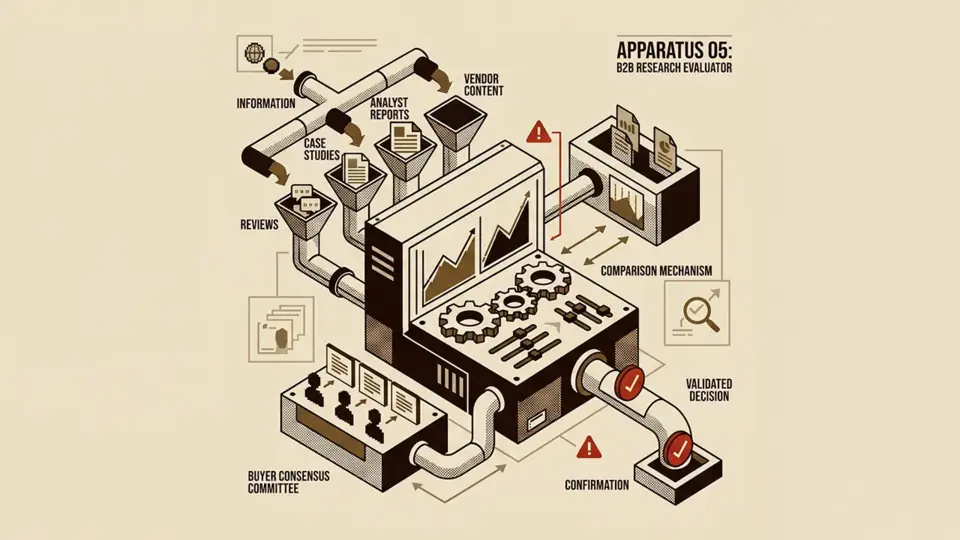 APPARATUS 05:
B2B RESEARCH EVALUATOR
INFORMATION
VENDOR
CONTENT
ANALYST
REPORTS
CASE
STUDIES
REVIEWS
COMPARISON MECHANISM
VALIDATED
DECISION
BUYER CONSENSUS
COMMITTEE
CONFIRMATION